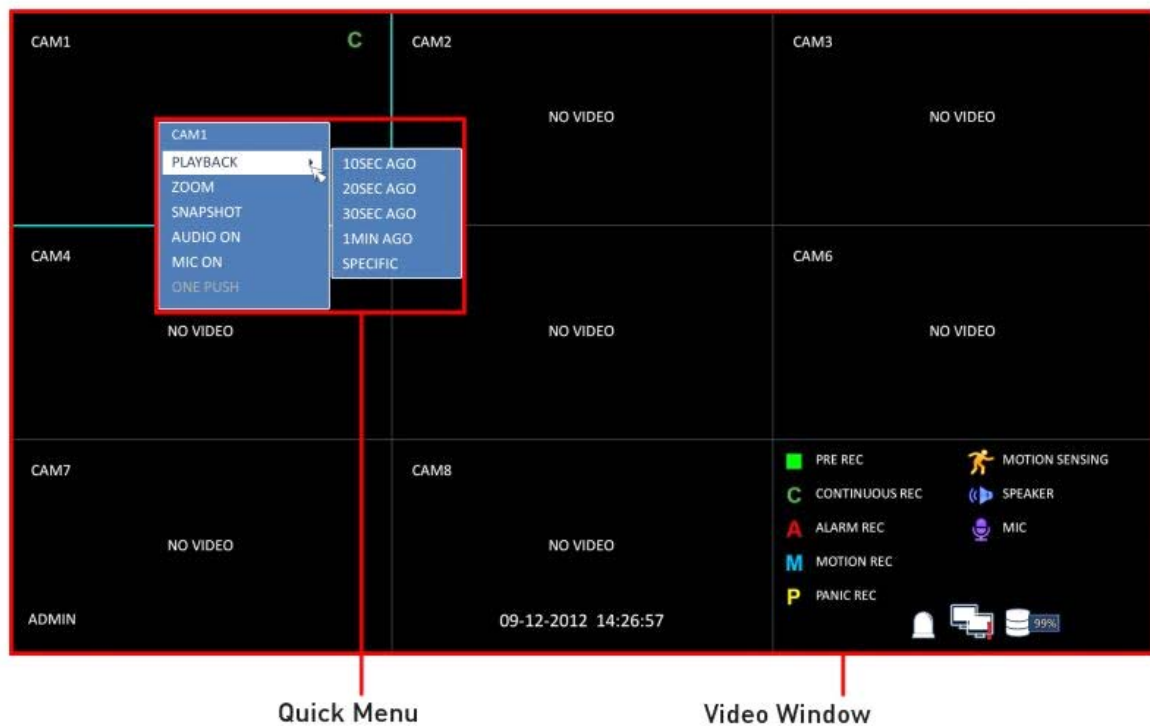 CAM1
C
CAM2
CAM3
NO VIDEO
NO VIDEO
CAM1
PLAYBACK
ZOOM
SNAPSHOT
AUDIO ON
MIC ON
ONE PUSH
10SEC AGO
20SEC AGO
30SEC AGO
1MIN AGO
SPECIFIC
CAM4
CAM6
NO VIDEO
NO VIDEO
NO VIDEO
CAM7
CAM8
NO VIDEO
NO VIDEO
PRE REC
C CONTINUOUS REC
A ALARM REC
M MOTION REC
P PANIC REC
MOTION SENSING
SPEAKER
MIC
ADMIN
09-12-2012 14:26:57
99%
Quick Menu
Video Window